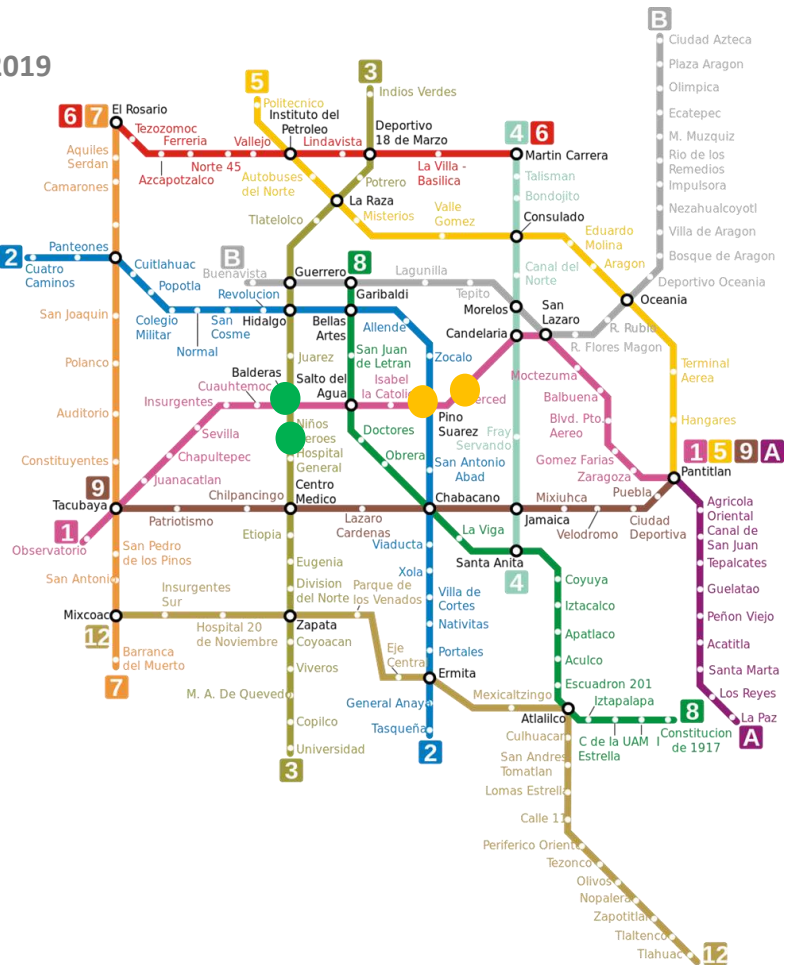 2019
B
Ciudad Azteca
Plaza Aragon
Olimpica
Ecatepec
M. Muzquiz
Rio de los
Remedios
Impulsora
Nezahualcoyotl
Villa de Aragon
Bosque de Aragon
Deportivo Oceania
Oceania
R. Rubio
R. Flores Magon
5
Politecnico
Instituto del
Petroleo
3
Indios Verdes
Deportivo
18 de Marzo
6 7
El Rosario
Tezozomoc
Ferreria
Vallejo
Lindavista
Azcapotzalco
Norte 45
La Villa -
Basilica
4 6
Martin Carrera
Talisman
Bondojito
Consulado
Canal del
Norte
Aquiles
Serdan
Camarones
Autobuses
del Norte
Potrero
La Raza
Misterios
Valle
Gomez
Tlatelolco
Eduardo
Molina
Aragon
2
Panteones
Cuatro
Caminos
Cuitlahuac
Popotla
Colegio
Militar
Normal
San
Cosme
Revolucion
Hidalgo
B
Buenavista
Guerrero
8
Garibaldi
Lagunilla
Tepito
Morelos
San
Lazaro
Candelaria
Bellas
Artes
Allende
Zocalo
San Joaquin
Polanco
Auditorio
Constituyentes
Juarez
San Juan
de Letran
Balderas
Cuauhtemoc
Insurgentes
Salto del
Agua
Isabel
Pino
Suarez
Moctezuma
Balbuena
Blvd. Pto.
Aereo
Gomez Farias
Zaragoza
Terminal
Aerea
Hangares
1 5 9 A
Pantitlan
Sevilla
Chapultepec
Juanacatlan
Niños
Hospital
General
Doctores
Obrera
San Antonio
Abad
Fray
Servando
9
Tacubaya
1
Observatorio
Patriotismo
Chilpancingo
Centro
Medico
Lazaro
Cardenas
Chabacano
Jamaica
Mixiuhca
Velodromo
Ciudad
Deportiva
Puebla
Agricola
Oriental
Canal de
San Juan
Tepalcates
Guelatao
Peñon Viejo
Acatitla
Santa Marta
Los Reyes
La Paz
A
Etiopia
Eugenia
Division
del Norte
Parque de
los Venados
Viaducta
Xola
Villa de
Cortes
Nativitas
Portales
La Viga
Santa Anita
4
Coyuya
Iztacalco
Apatlaco
Aculco
Escuadron 201
Iztapalapa
8
San Pedro
de los Pinos
San Antonio
Mixcoac
12
Insurgentes
Sur
Hospital 20
de Noviembre
Zapata
Coyoacan
Viveros
Barranca
del Muerto
7
M. A. De Quevedo
Copilco
Universidad
3
Eje
Central
Ermita
Mexicaltzingo
General Anaya
Tasqueña
2
Atlalilco
C de la
Estrella
UAM I
Constitucion
de 1917
Culhuacan
San Andres
Tomatlan
Lomas Estrella
Calle 11
Periferico Oriente
Tezonco
Olivos
Nopalera
Zapotitlan
Tlaltenco
Tlahuac
12